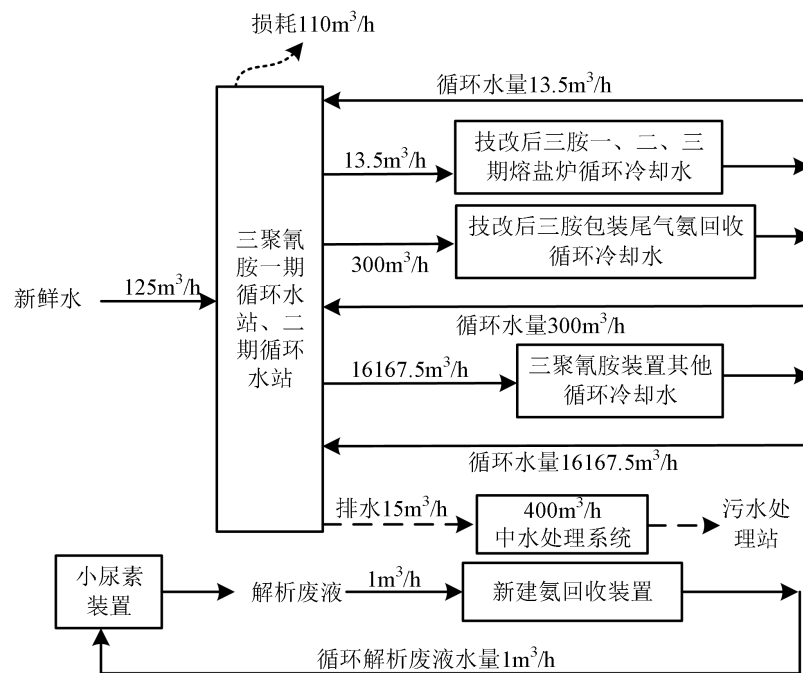 损耗110m³/h
循环水量13.5m³/h
13.5m³/h
技改后三胺一、二、三
期熔盐炉循环冷却水
三聚氰
胺一期
循环水
站、二
期循环
水站
技改后三胺包装尾气氨回收
循环冷却水
300m³/h
新鲜水
125m³/h
循环水量300m³/h
16167.5m³/h
三聚氰胺装置其他
循环冷却水
循环水量16167.5m³/h
排水15m³/h
400m³/h
中水处理系统
污水处
理站
小尿素
装置
解析废液
1m³/h
新建氨回收装置
循环解析废液水量1m³/h